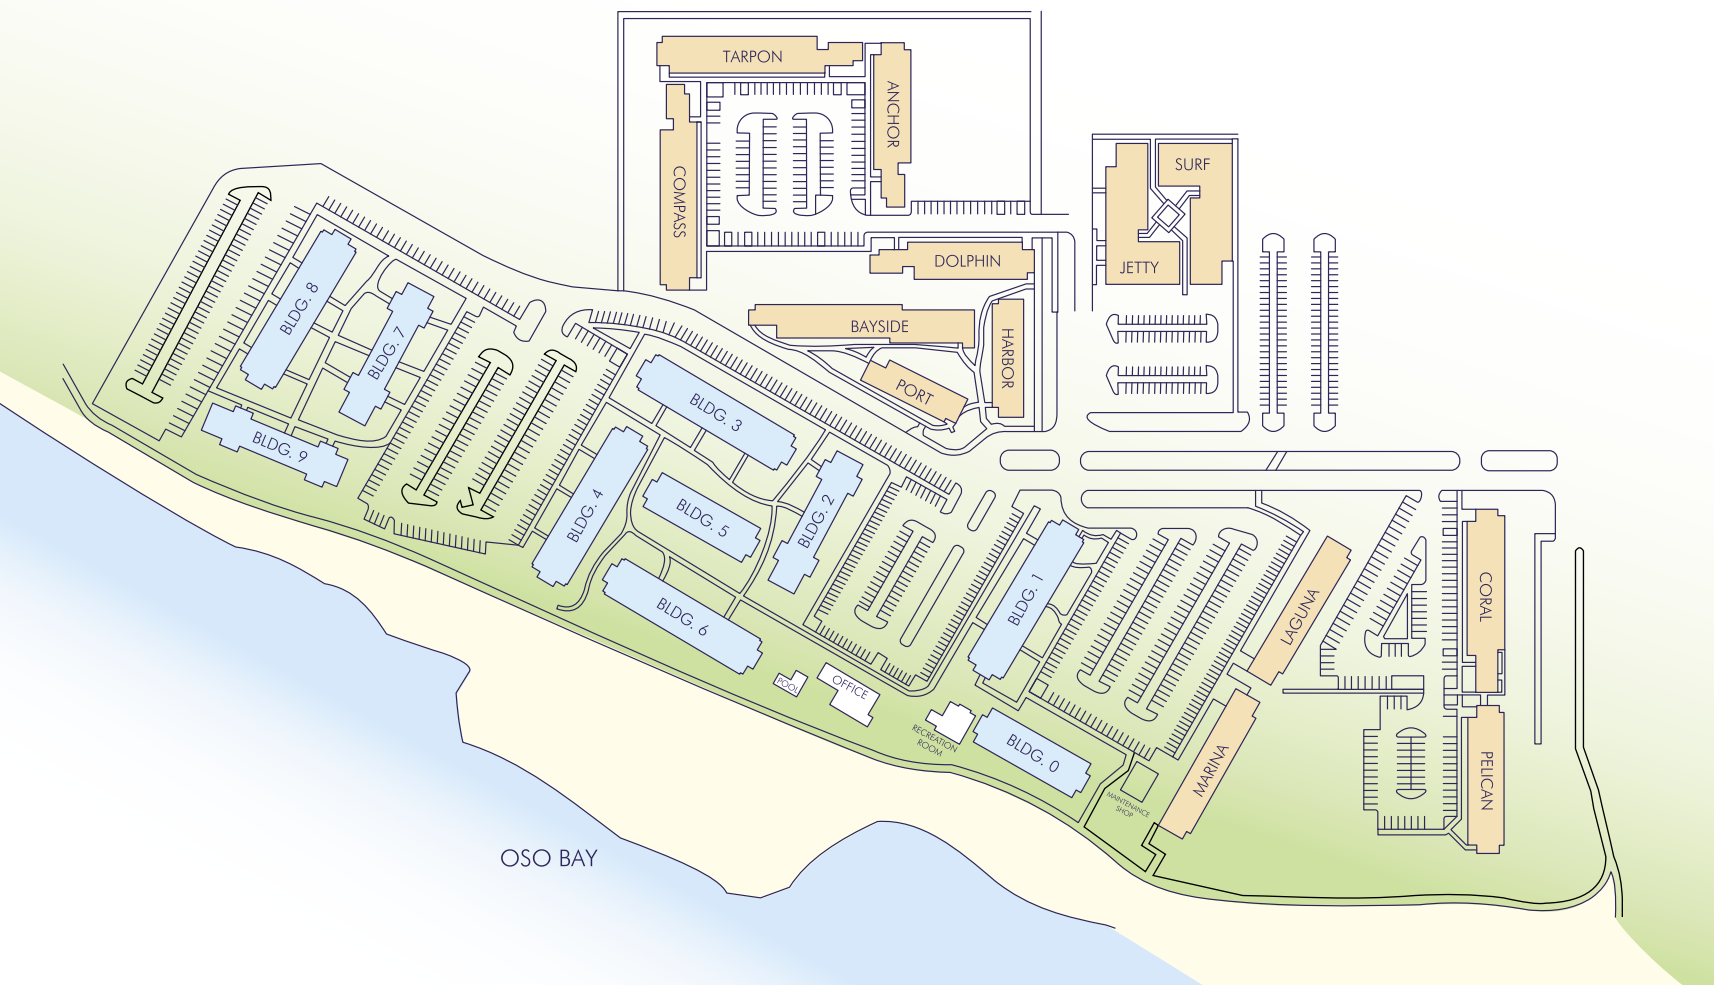 TARPON
ANCHOR
COMPASS
SURF
JETTY
DOLPHIN
BAYSIDE
HARBOR
PORT
BLDG. 8
BLDG. 7
BLDG. 9
BLDG. 3
BLDG. 4
BLDG. 5
BLDG. 2
BLDG. 6
BLDG. 1
LAGUNA
CORAL
POOL
OFFICE
RECREATION
ROOM
BLDG. 0
MARINA
PELICAN
MAINTENANCE
SHOP
OSO BAY